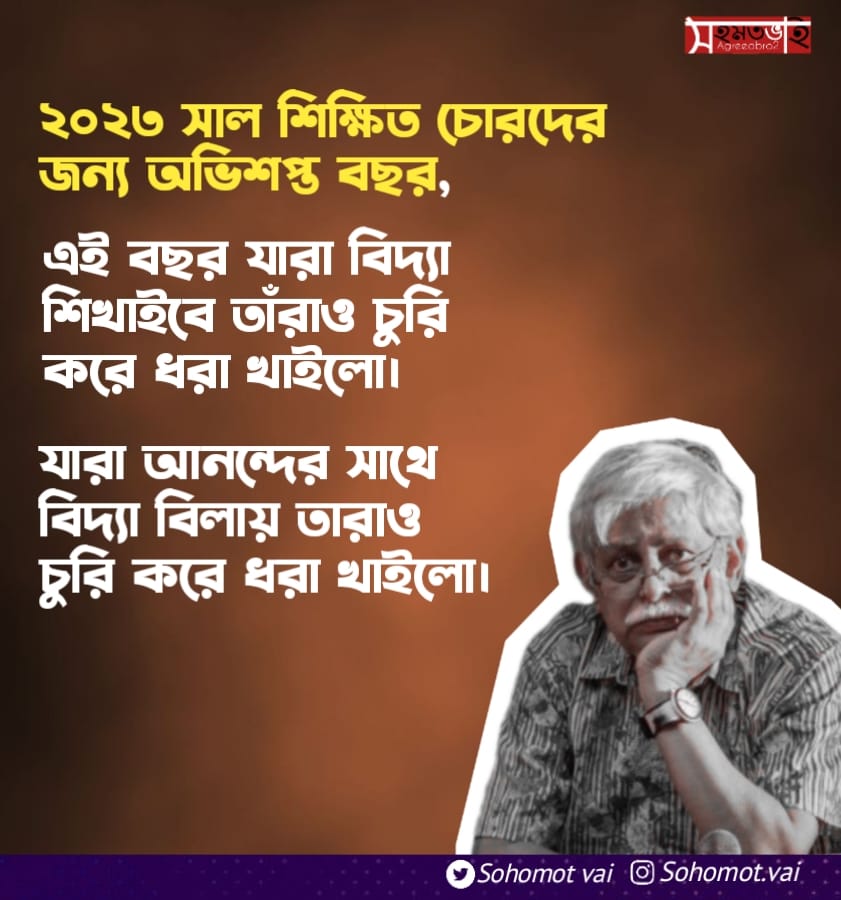 সহমতভাই
Agreeobro?
২০২৩ সাল শিক্ষিত চোরদের
জন্য অভিশপ্ত বছর,
এই বছর যারা বিদ্যা
শিখাইবে তাঁরাও চুরি
করে ধরা খাইলো।
যারা আনন্দের সাথে
বিদ্যা বিলায় তারাও
চুরি করে ধরা খাইলো।
Sohomot vai Sohomot.vai